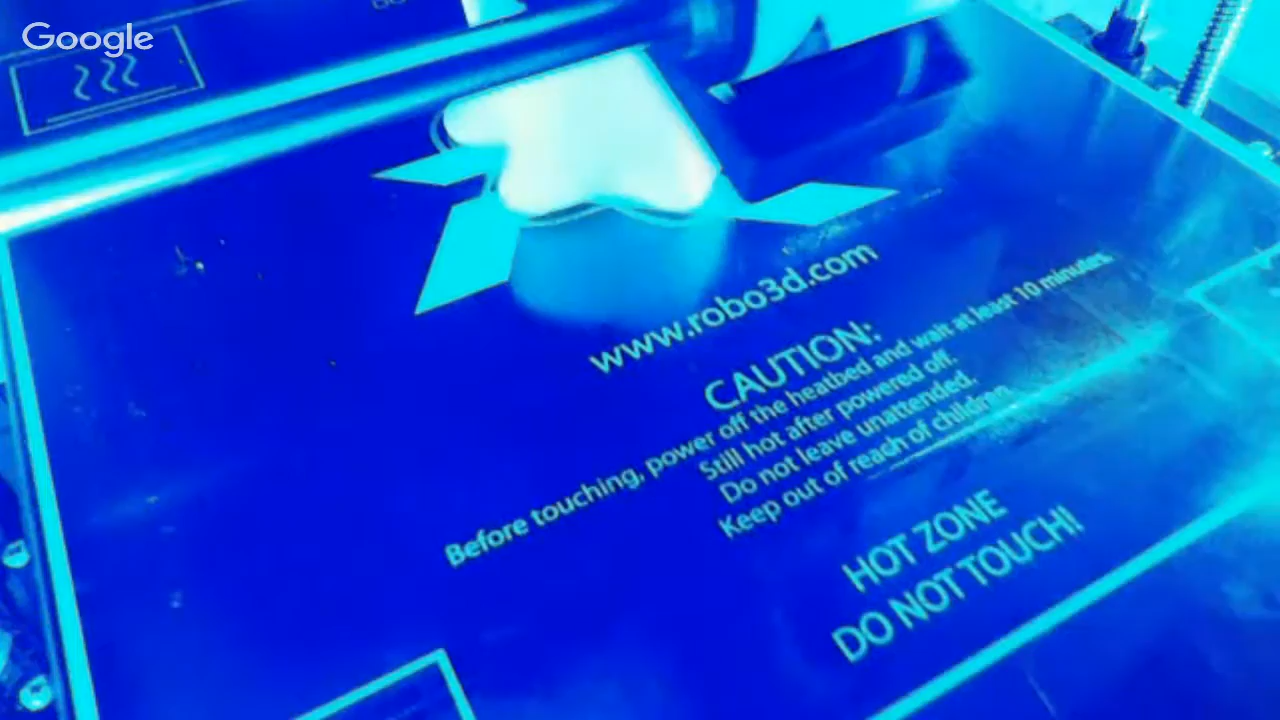 Google
www.robo3d.com
CAUTION:
Before touching, power off the heatbed and wait at least 10 minutes.
Still hot after powered off.
Do not leave unattended.
Keep out of reach of children.
HOT ZONE
DO NOT TOUCH!